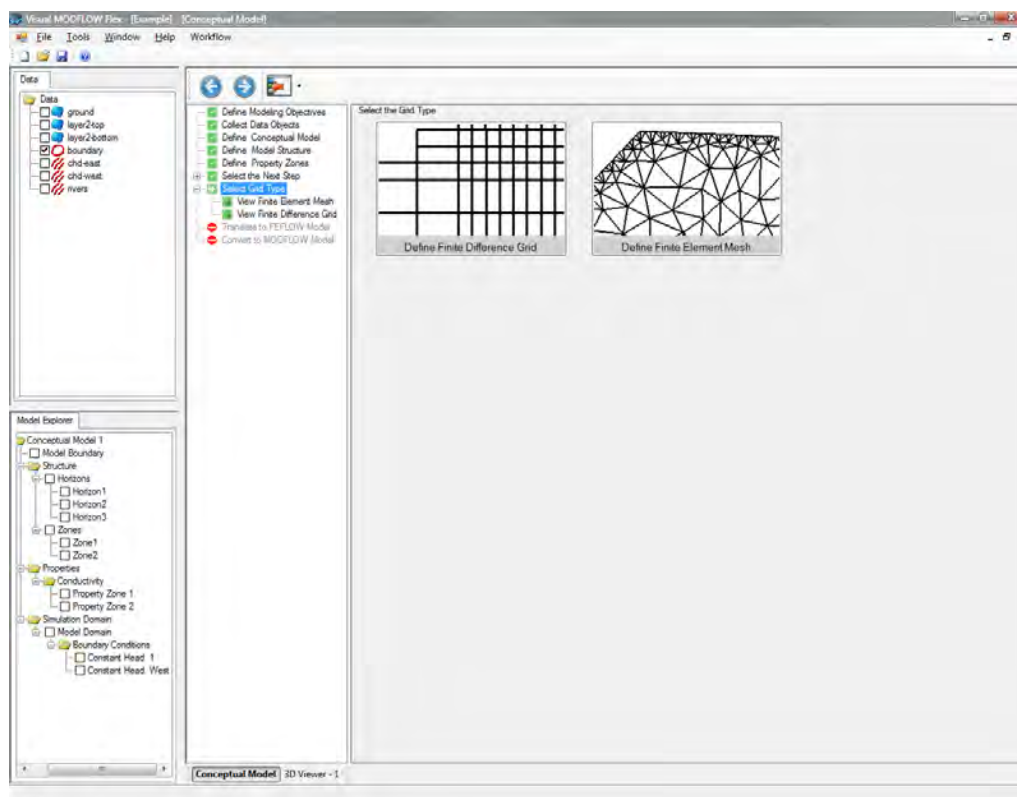 Visual MODFLOW Flex - [Example] - [Conceptual Model]
File Tools Window Help Workflow
Data
Data
ground
layer2-top
layer2-bottom
boundary
chd-east
chd-west
rivers
Define Modeling Objectives
Collect Data Objects
Define Conceptual Model
Define Model Structure
Define Property Zones
Select the Next Step
Select Grid Type
View Finite Element Mesh
View Finite Difference Grid
Translate to FEFLOW Model
Convert to MODFLOW Model
Select the Grid Type
Define Finite Difference Grid
Define Finite Element Mesh
Model Explorer
Conceptual Model 1
Model Boundary
Structure
Horizons
Horizon1
Horizon2
Horizon3
Zones
Zone1
Zone2
Properties
Conductivity
Property Zone 1
Property Zone 2
Simulation Domain
Model Domain
Boundary Conditions
Constant Head 1
Constant Head West
Conceptual Model 3D Viewer - 1